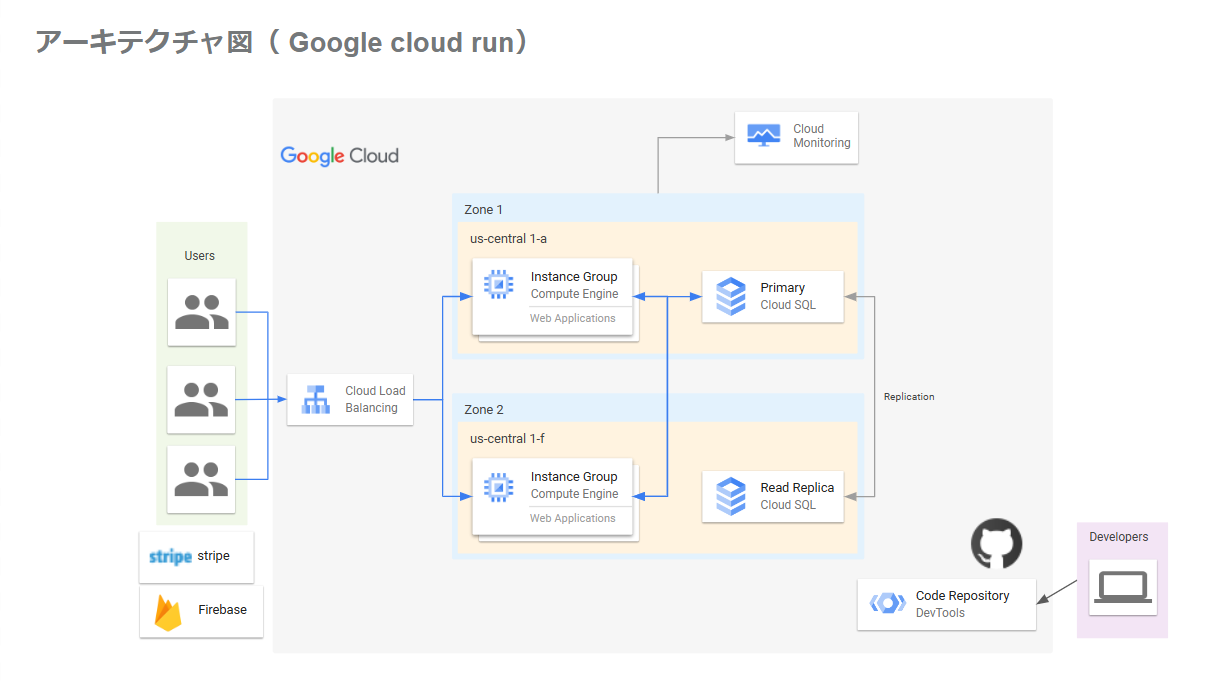 アーキテクチャ図（ Google cloud run）
Google Cloud
Cloud
Monitoring
Zone 1
us-central 1-a
Instance Group
Compute Engine
Web Applications
Primary
Cloud SQL
Users
Cloud Load
Balancing
Replication
Zone 2
us-central 1-f
Instance Group
Compute Engine
Web Applications
Read Replica
Cloud SQL
stripe stripe
Firebase
Developers
Code Repository
DevTools